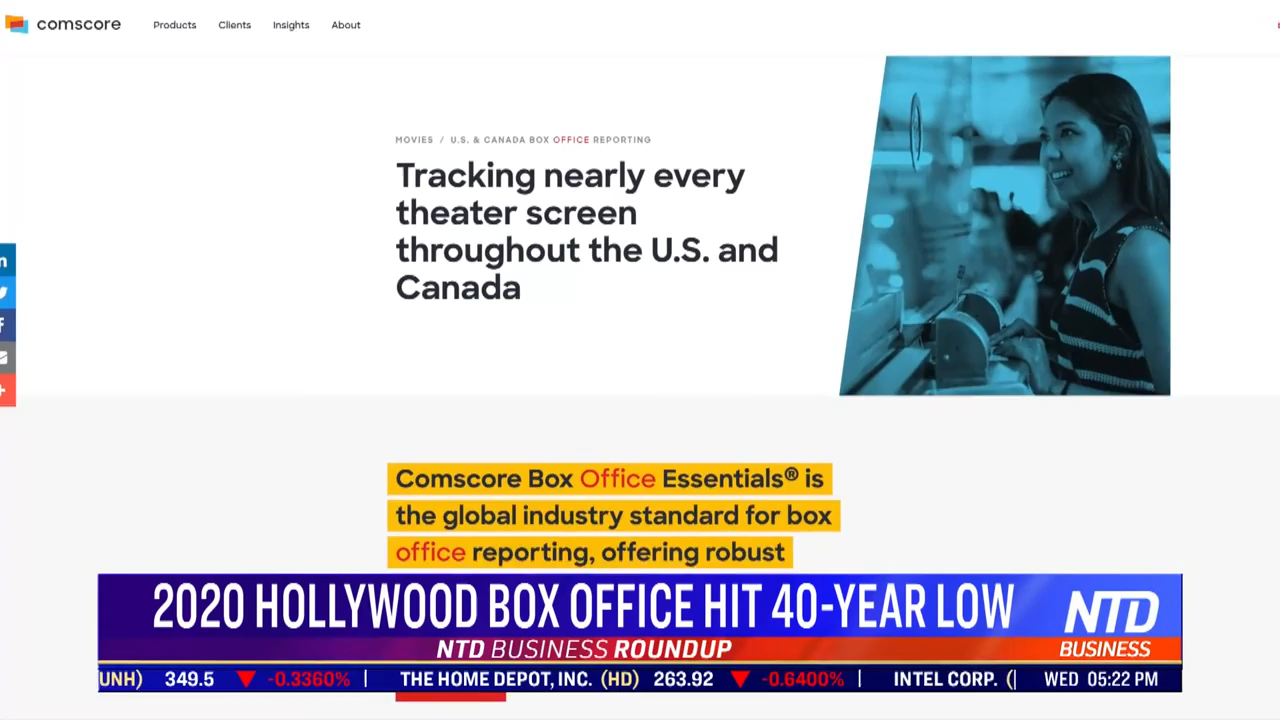 comscore Products Clients Insights About
MOVIES / U.S. & CANADA BOX OFFICE REPORTING
Tracking nearly every
theater screen
throughout the U.S. and
Canada
Comscore Box Office Essentials® is
the global industry standard for box
office reporting, offering robust
2020 HOLLYWOOD BOX OFFICE HIT 40-YEAR LOW
NTD BUSINESS ROUNDUP
NTD
BUSINESS
UNH) 349.5 ▼ -0.3360% | THE HOME DEPOT, INC. (HD) 263.92 ▼ -0.6400% | INTEL CORP. ( WED 05:22 PM